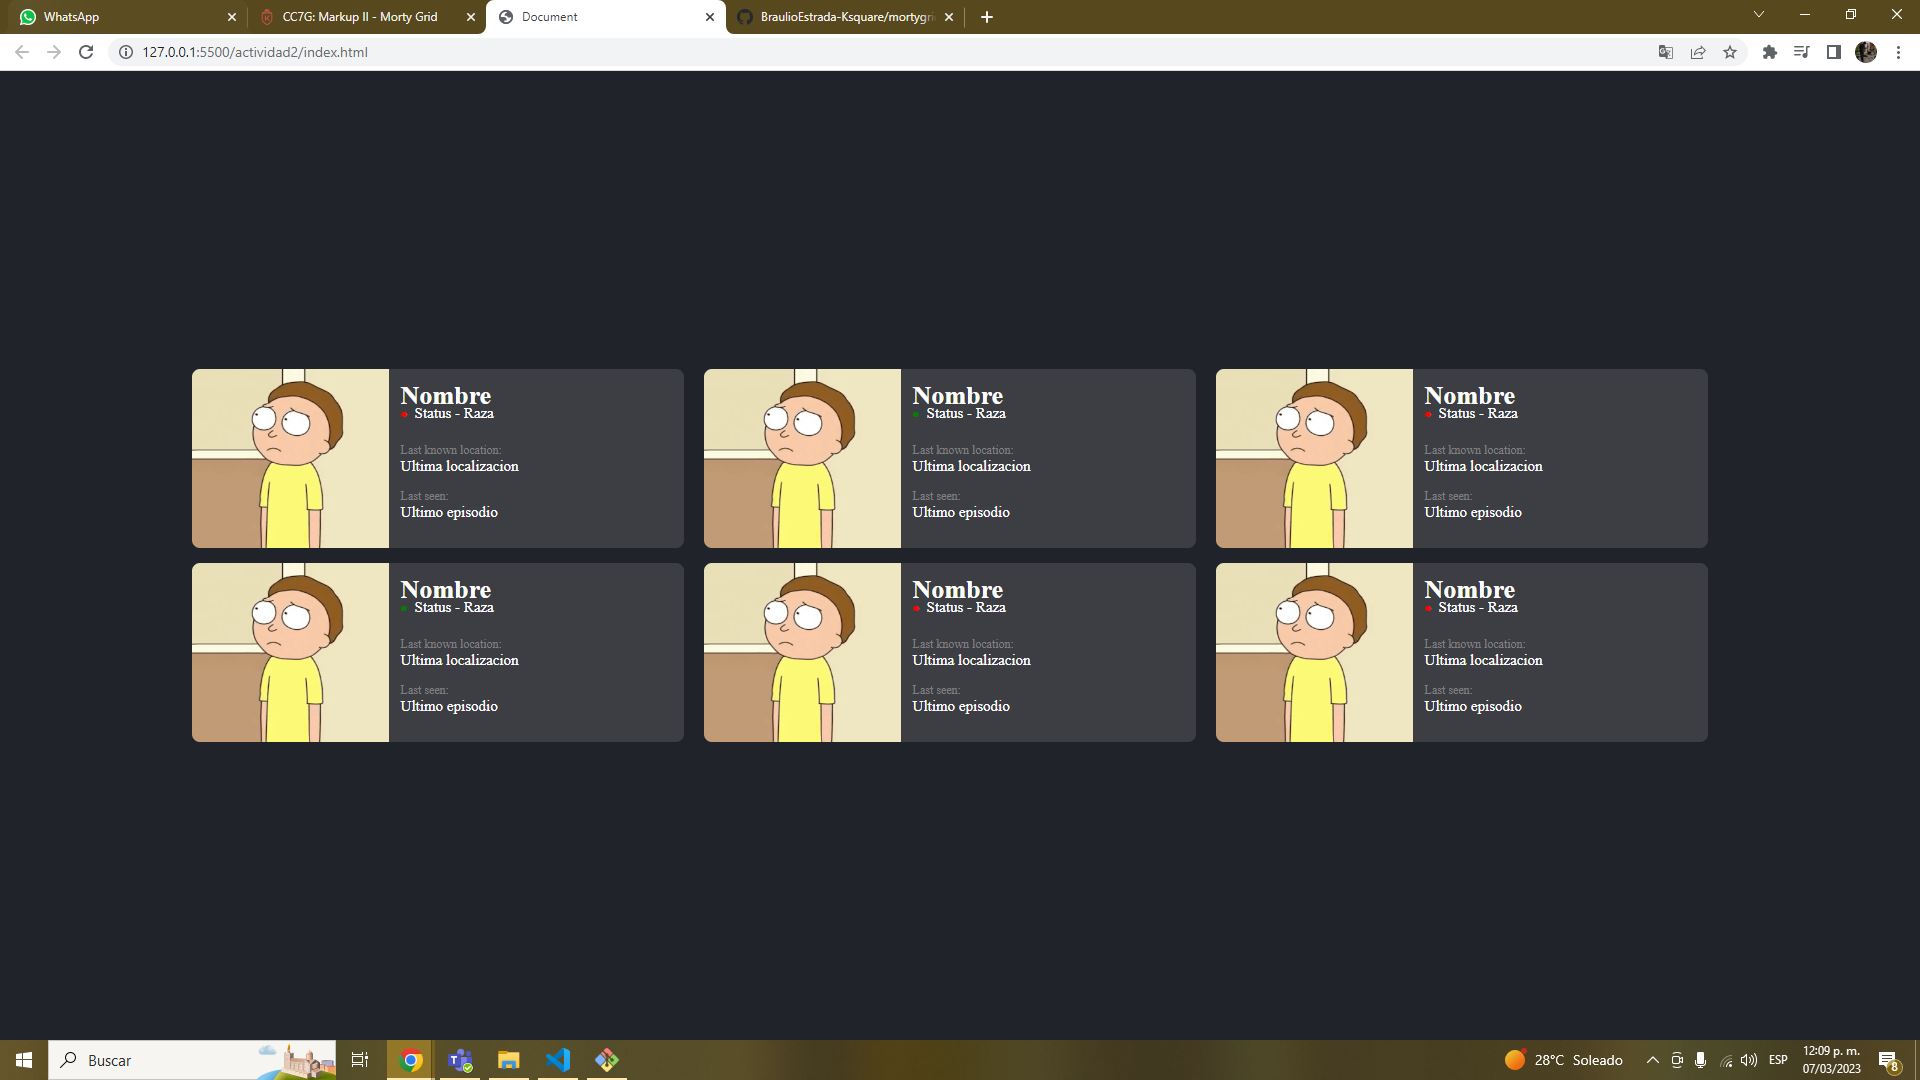 WhatsApp
CC7G: Markup II - Morty Grid
Document
BraulioEstrada-Ksquare/mortygri
127.0.0.1:5500/actividad2/index.html
Nombre
Status - Raza
Last known location:
Ultima localizacion
Last seen:
Ultimo episodio
Nombre
Status - Raza
Last known location:
Ultima localizacion
Last seen:
Ultimo episodio
Nombre
Status - Raza
Last known location:
Ultima localizacion
Last seen:
Ultimo episodio
Nombre
Status - Raza
Last known location:
Ultima localizacion
Last seen:
Ultimo episodio
Nombre
Status - Raza
Last known location:
Ultima localizacion
Last seen:
Ultimo episodio
Nombre
Status - Raza
Last known location:
Ultima localizacion
Last seen:
Ultimo episodio
Buscar
28°C Soleado
ESP
12:09 p. m.
07/03/2023
8